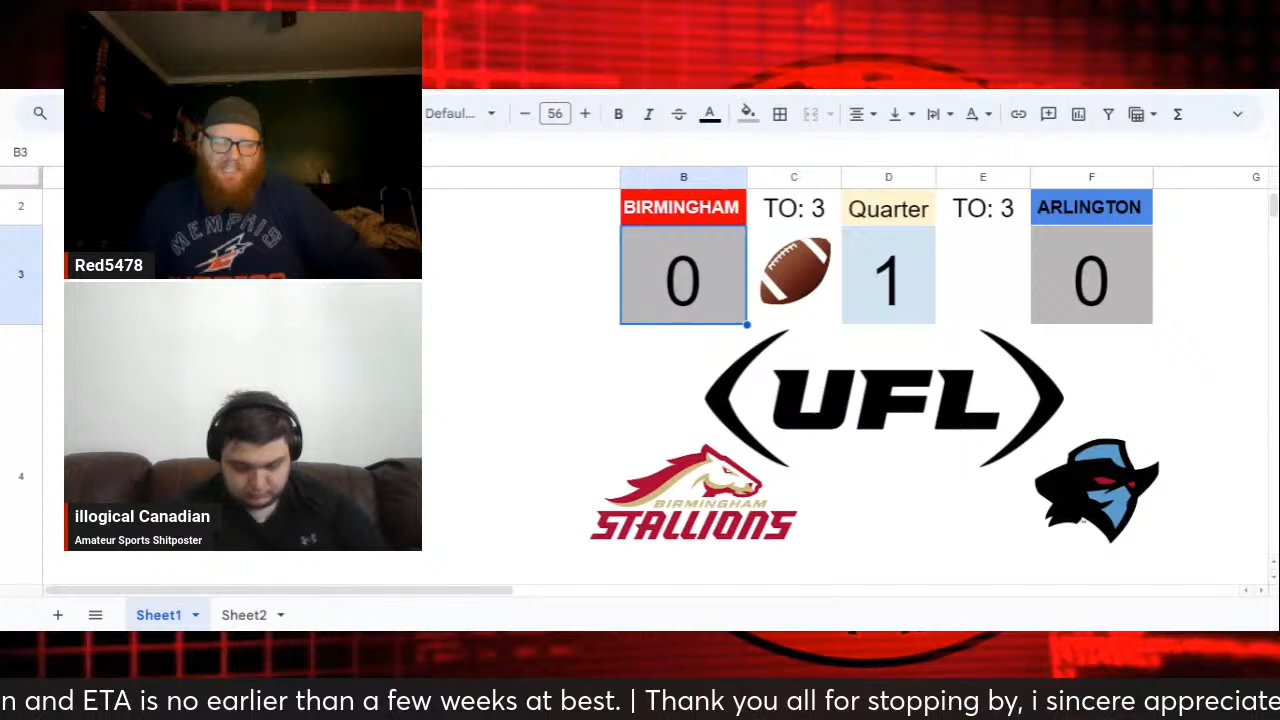 Defaul...
56
B
I
A
A
Σ
B3
B
C
D
E
F
G
2
BIRMINGHAM
TO: 3
Quarter
TO: 3
ARLINGTON
3
0
1
0
MEMPHIS
Red5478
UFL
4
BIRMINGHAM
STALLIONS
illogical Canadian
Amateur Sports Shitposter
Sheet1
Sheet2
n and ETA is no earlier than a few weeks at best. | Thank you all for stopping by, i sincere appreciate